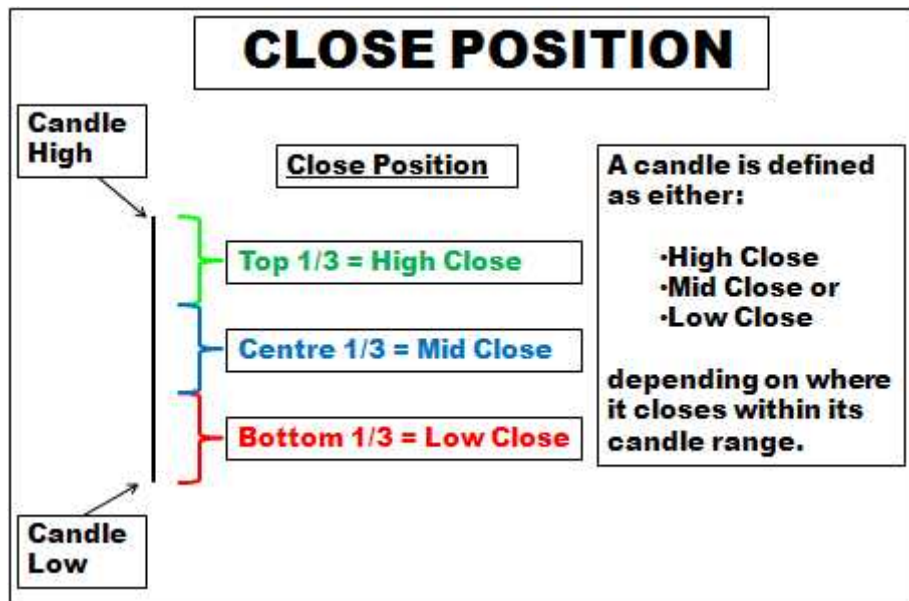 CLOSE POSITION
Candle
High
Close Position
Top 1/3 = High Close
Centre 1/3 = Mid Close
Bottom 1/3 = Low Close
Candle
Low
A candle is defined
as either:
•High Close
•Mid Close or
•Low Close
depending on where
it closes within its
candle range.